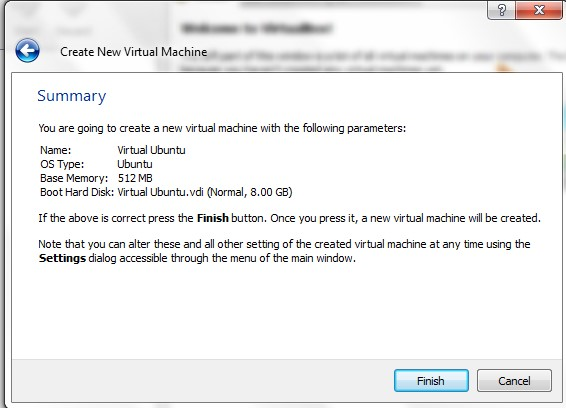 Welcome to VirtualBox!
Create New Virtual Machine
Summary
You are going to create a new virtual machine with the following parameters:
Name: Virtual Ubuntu
OS Type: Ubuntu
Base Memory: 512 MB
Boot Hard Disk: Virtual Ubuntu.vdi (Normal, 8.00 GB)
If the above is correct press the Finish button. Once you press it, a new virtual machine will be created.
Note that you can alter these and all other setting of the created virtual machine at any time using the
Settings dialog accessible through the menu of the main window.
Finish
Cancel